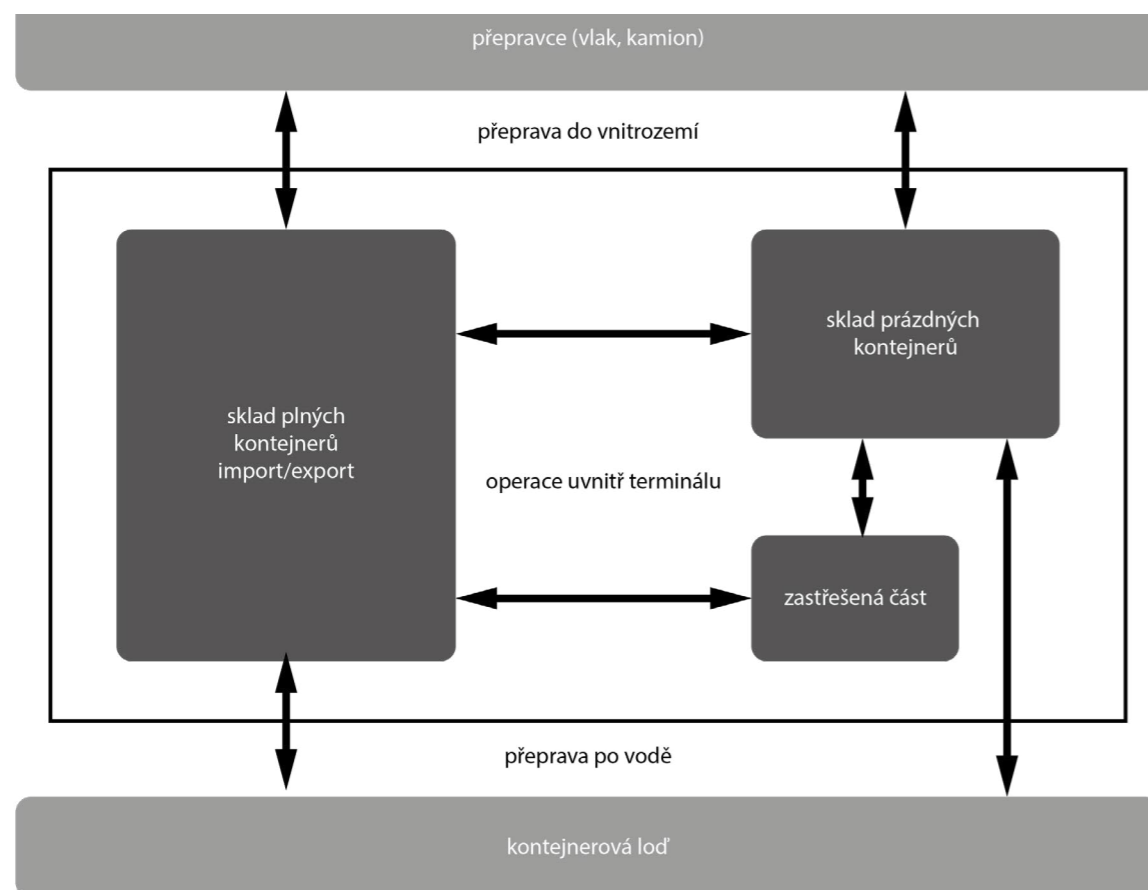 přepravce (vlak, kamion)
přeprava do vnitrozemí
sklad prázdných
kontejnerů
sklad plných
kontejnerů
import/export
operace uvnitř terminálu
zastřešená část
přeprava po vodě
kontejnerová loď